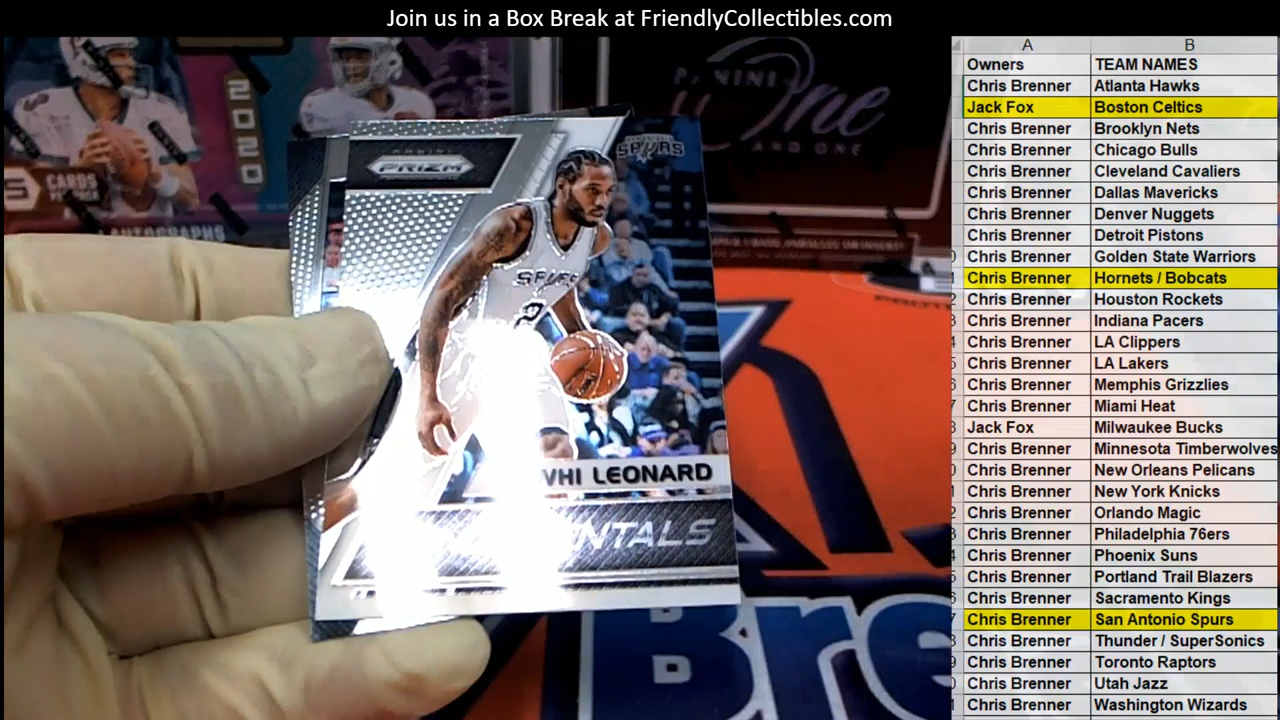 Join us in a Box Break at FriendlyCollectibles.com
2020
CARDS
AUTOGRAPHS
PANINI
One
AND ONE
PANINI
PRIZM
SPURS
SPURS
2
LEONARD
Bre
A B
Owners TEAM NAMES
Chris Brenner Atlanta Hawks
Jack Fox Boston Celtics
Chris Brenner Brooklyn Nets
Chris Brenner Chicago Bulls
Chris Brenner Cleveland Cavaliers
Chris Brenner Dallas Mavericks
Chris Brenner Denver Nuggets
Chris Brenner Detroit Pistons
Chris Brenner Golden State Warriors
Chris Brenner Hornets / Bobcats
Chris Brenner Houston Rockets
Chris Brenner Indiana Pacers
Chris Brenner LA Clippers
Chris Brenner LA Lakers
Chris Brenner Memphis Grizzlies
Chris Brenner Miami Heat
Jack Fox Milwaukee Bucks
Chris Brenner Minnesota Timberwolves
Chris Brenner New Orleans Pelicans
Chris Brenner New York Knicks
Chris Brenner Orlando Magic
Chris Brenner Philadelphia 76ers
Chris Brenner Phoenix Suns
Chris Brenner Portland Trail Blazers
Chris Brenner Sacramento Kings
Chris Brenner San Antonio Spurs
Chris Brenner Thunder / SuperSonics
Chris Brenner Toronto Raptors
Chris Brenner Utah Jazz
Chris Brenner Washington Wizards